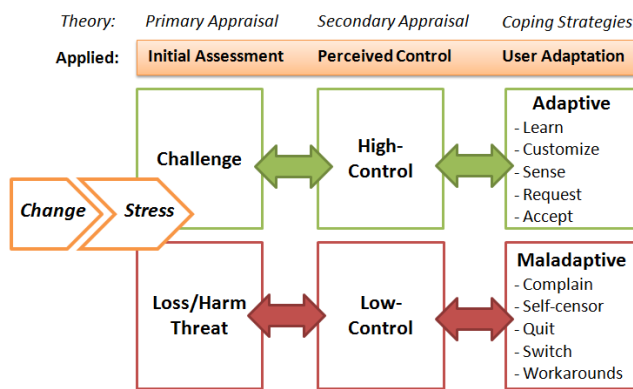 Theory: Primary Appraisal Secondary Appraisal Coping Strategies
Applied: Initial Assessment Perceived Control User Adaptation
Change Stress
Challenge
High-
Control
Adaptive
- Learn
- Customize
- Sense
- Request
- Accept
Loss/Harm
Threat
Low-
Control
Maladaptive
- Complain
- Self-censor
- Quit
- Switch
- Workarounds